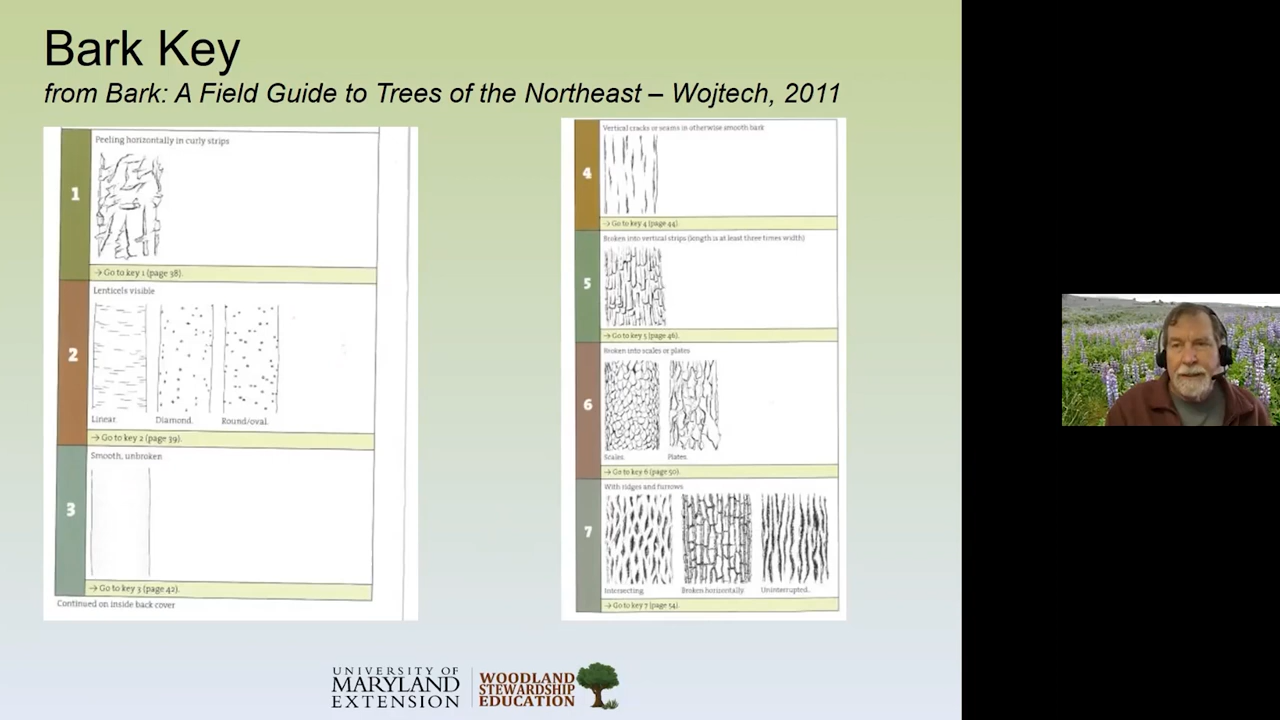 Bark Key
from Bark: A Field Guide to Trees of the Northeast – Wojtech, 2011
1
Peeling horizontally in curly strips
→ Go to key 1 (page 38).
2
Lenticels visible
Linear. Diamond. Round/oval.
→ Go to key 2 (page 39).
3
Smooth, unbroken
→ Go to key 3 (page 42).
Continued on inside back cover
4
Vertical cracks or seams in otherwise smooth bark
→ Go to key 4 (page 44).
5
Broken into vertical strips (length is at least three times width)
→ Go to key 5 (page 46).
6
Broken into scales or plates
Scales. Plates.
→ Go to key 6 (page 50).
7
With ridges and furrows
Intersecting. Broken horizontally. Uninterrupted.
→ Go to key 7 (page 54).
UNIVERSITY OF
MARYLAND
EXTENSION
WOODLAND
STEWARDSHIP
EDUCATION